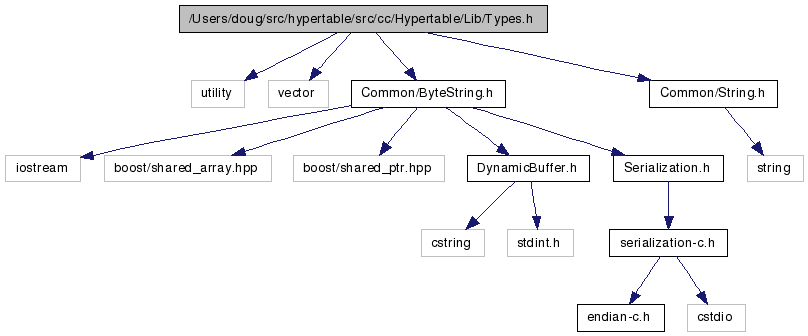 /Users/doug/src/hypertable/src/cc/Hypertable/Lib/Types.h
utility
vector
Common/ByteString.h
Common/String.h
iostream
boost/shared_array.hpp
boost/shared_ptr.hpp
DynamicBuffer.h
Serialization.h
string
cstring
stdint.h
serialization-c.h
endian-c.h
cstdio